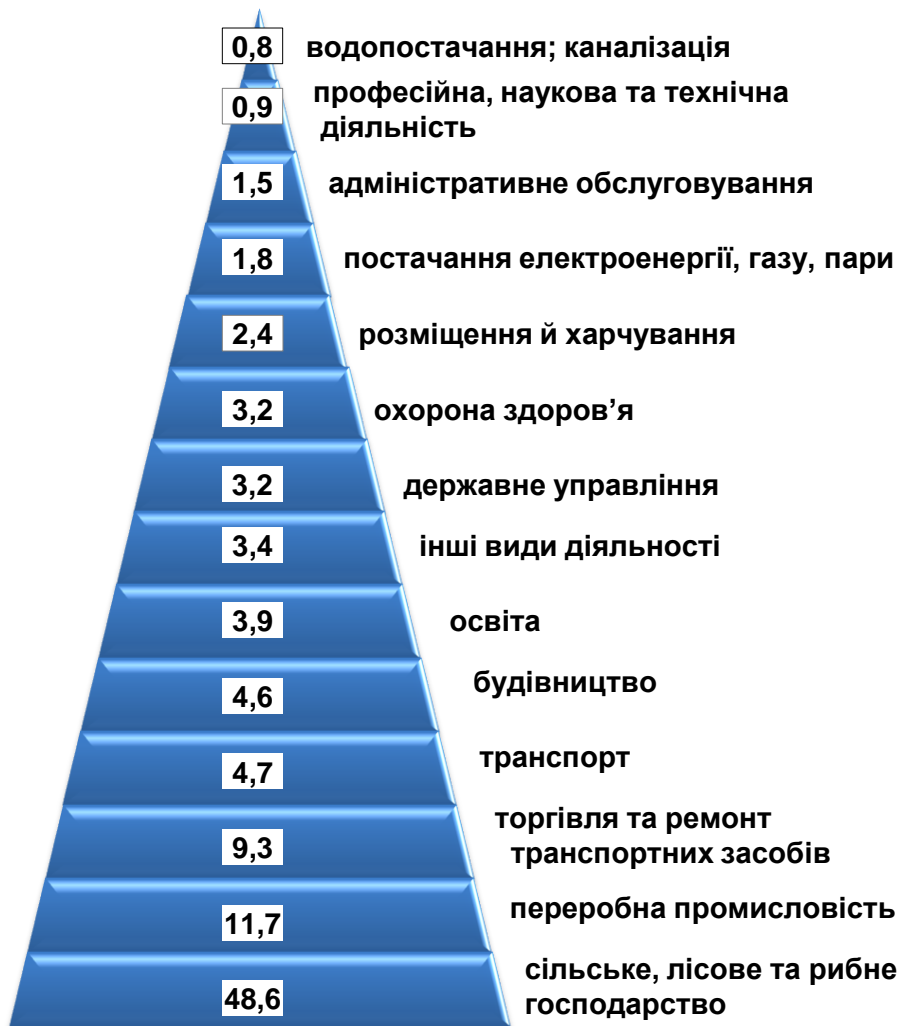 0,8 водопостачання; каналізація
0,9 професійна, наукова та технічна
діяльність
1,5 адміністративне обслуговування
1,8 постачання електроенергії, газу, пари
2,4 розміщення й харчування
3,2 охорона здоров’я
3,2 державне управління
3,4 інші види діяльності
3,9 освіта
4,6 будівництво
4,7 транспорт
9,3 торгівля та ремонт
транспортних засобів
11,7 переробна промисловість
48,6 сільське, лісове та рибне
господарство